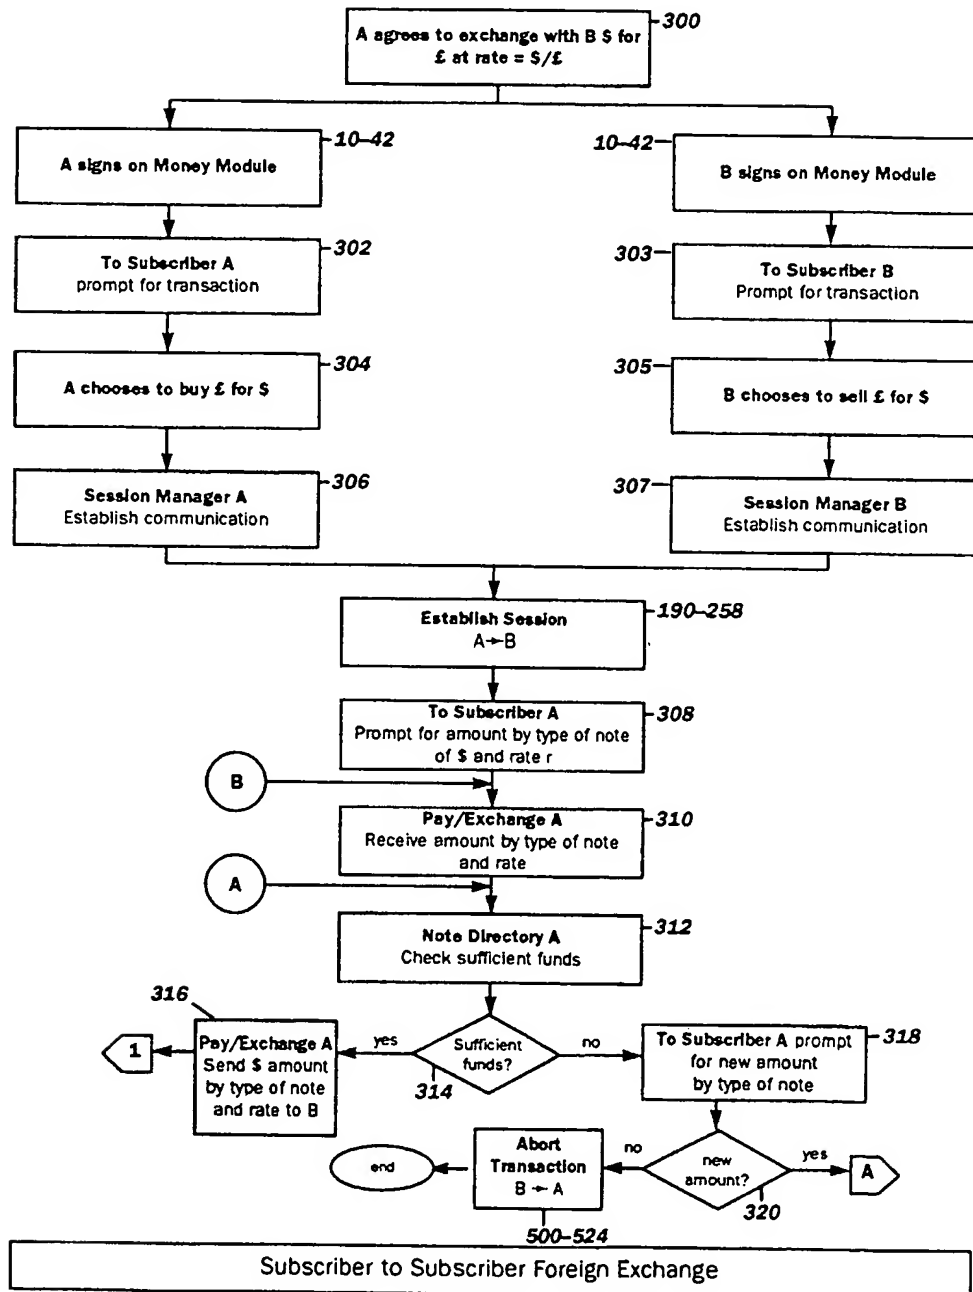 A agrees to exchange with B $ for
£ at rate = $/£
300
A signs on Money Module
10–42
10–42
B signs on Money Module
To Subscriber A
prompt for transaction
302
303
To Subscriber B
Prompt for transaction
A chooses to buy £ for $
304
305
B chooses to sell £ for $
Session Manager A
Establish communication
306
307
Session Manager B
Establish communication
Establish Session
A→B
190–258
To Subscriber A
Prompt for amount by type of note
of $ and rate r
308
B
Pay/Exchange A
Receive amount by type of note
and rate
310
A
Note Directory A
Check sufficient funds
312
316
1
Pay/Exchange A
Send $ amount
by type of note
and rate to B
yes
Sufficient
funds?
314
no
To Subscriber A prompt
for new amount
by type of note
318
end
Abort
Transaction
B → A
500–524
no
new
amount?
320
yes
A
Subscriber to Subscriber Foreign Exchange